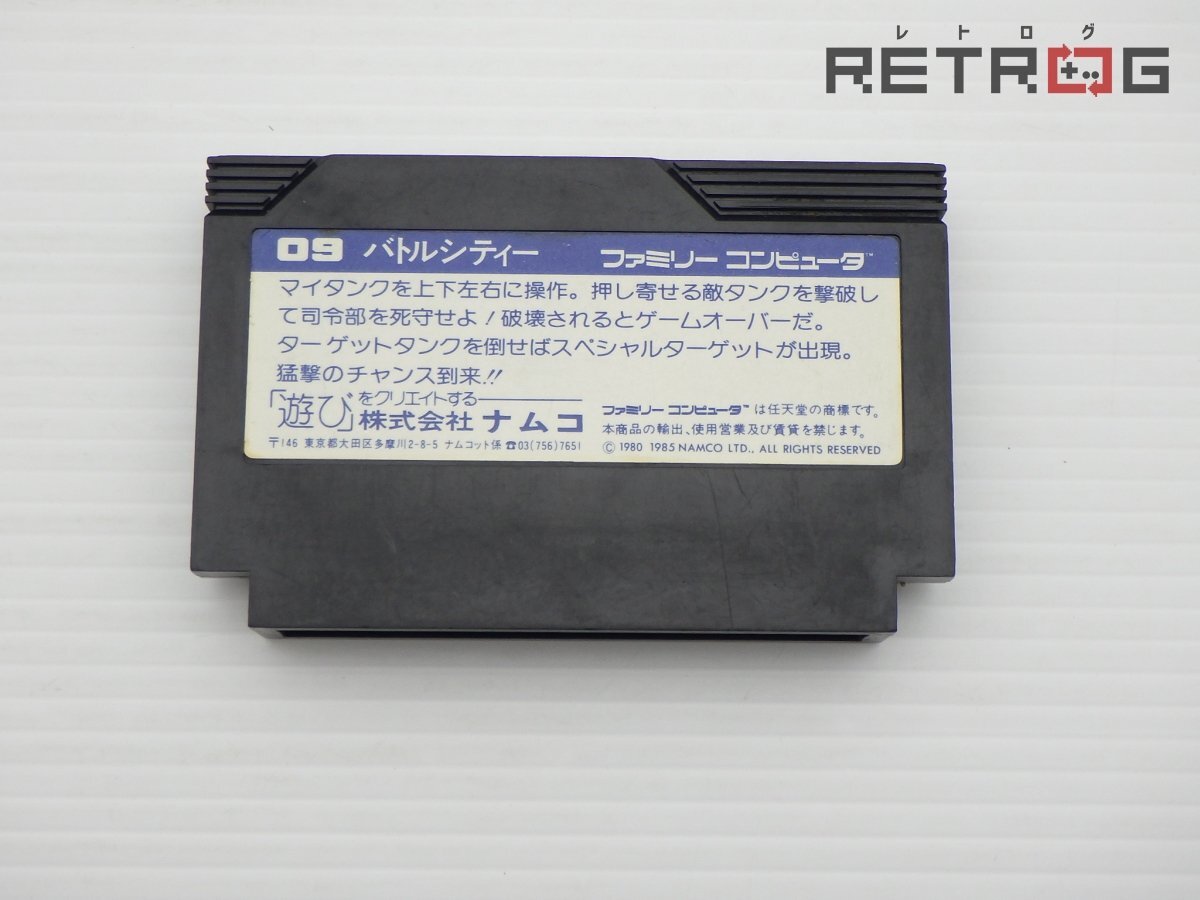 レトログ
RETROG
09 バトルシティー ファミリー コンピュータ™
マイタンクを上下左右に操作。押し寄せる敵タンクを撃破し
て司令部を死守せよ！破壊されるとゲームオーバーだ。
ターゲットタンクを倒せばスペシャルターゲットが出現。
猛撃のチャンス到来!!
「遊び」をクリエイトする
株式会社 ナムコ
〒146 東京都大田区多摩川2-8-5 ナムコット係 ☎03(756)7651
ファミリー コンピュータ™は任天堂の商標です。
本商品の輸出、使用営業及び賃貸を禁じます。
© 1980 1985 NAMCO LTD., ALL RIGHTS RESERVED